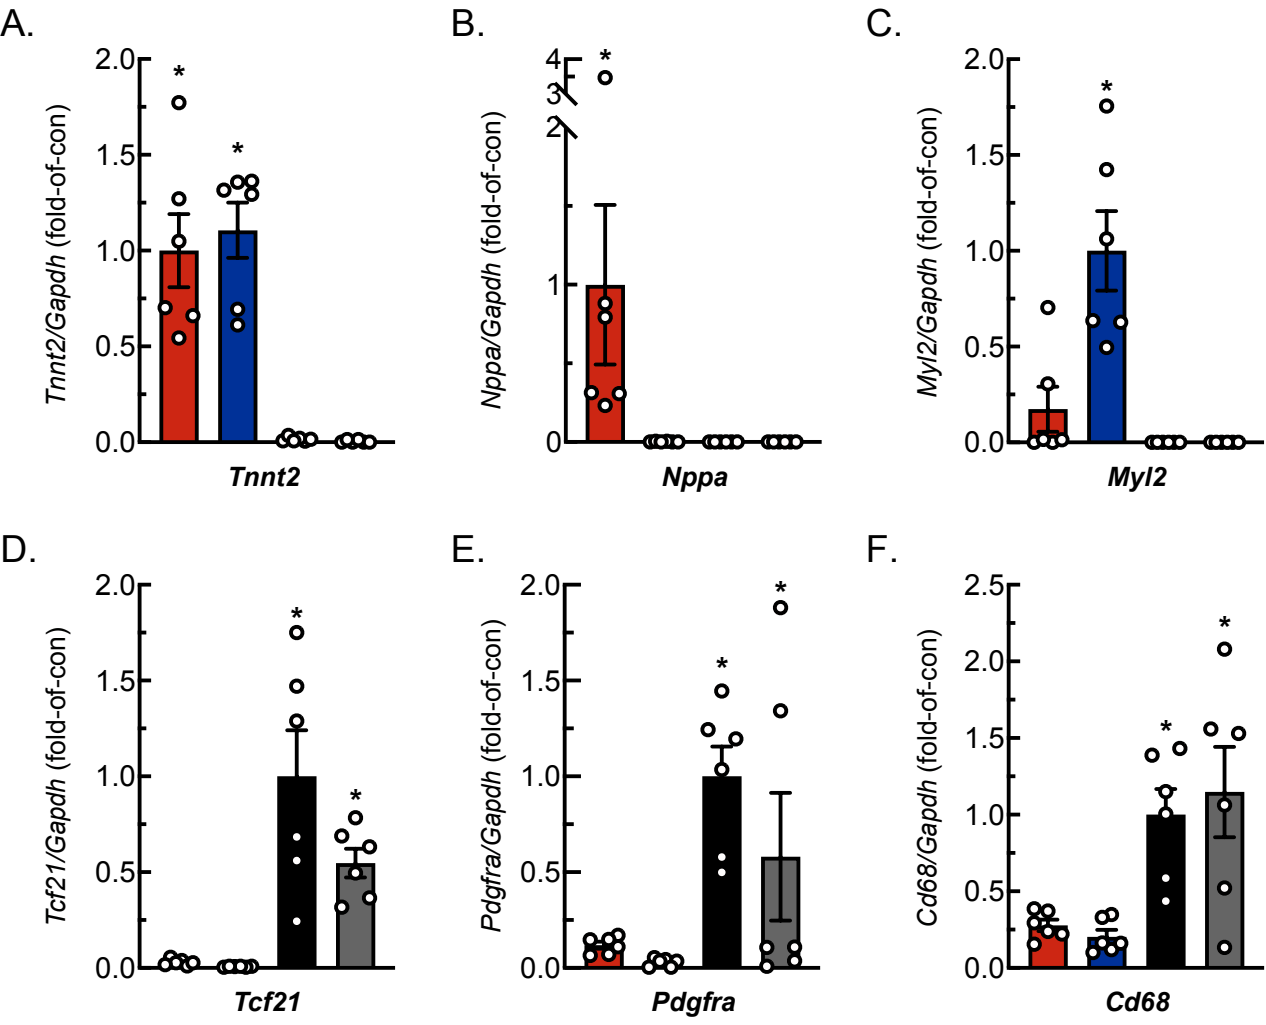 A.
B.
C.
Tnnt2/Gapdh (fold-of-con)
2.0
1.5
1.0
0.5
0.0
*
*
Tnnt2
Nppa/Gapdh (fold-of-con)
4
3
2
1
0
*
Nppa
Myl2/Gapdh (fold-of-con)
2.0
1.5
1.0
0.5
0.0
*
Myl2
D.
E.
F.
Tcf21/Gapdh (fold-of-con)
2.0
1.5
1.0
0.5
0.0
*
*
Tcf21
Pdgfra/Gapdh (fold-of-con)
2.0
1.5
1.0
0.5
0.0
*
*
Pdgfra
Cd68/Gapdh (fold-of-con)
2.5
2.0
1.5
1.0
0.5
0.0
*
*
Cd68